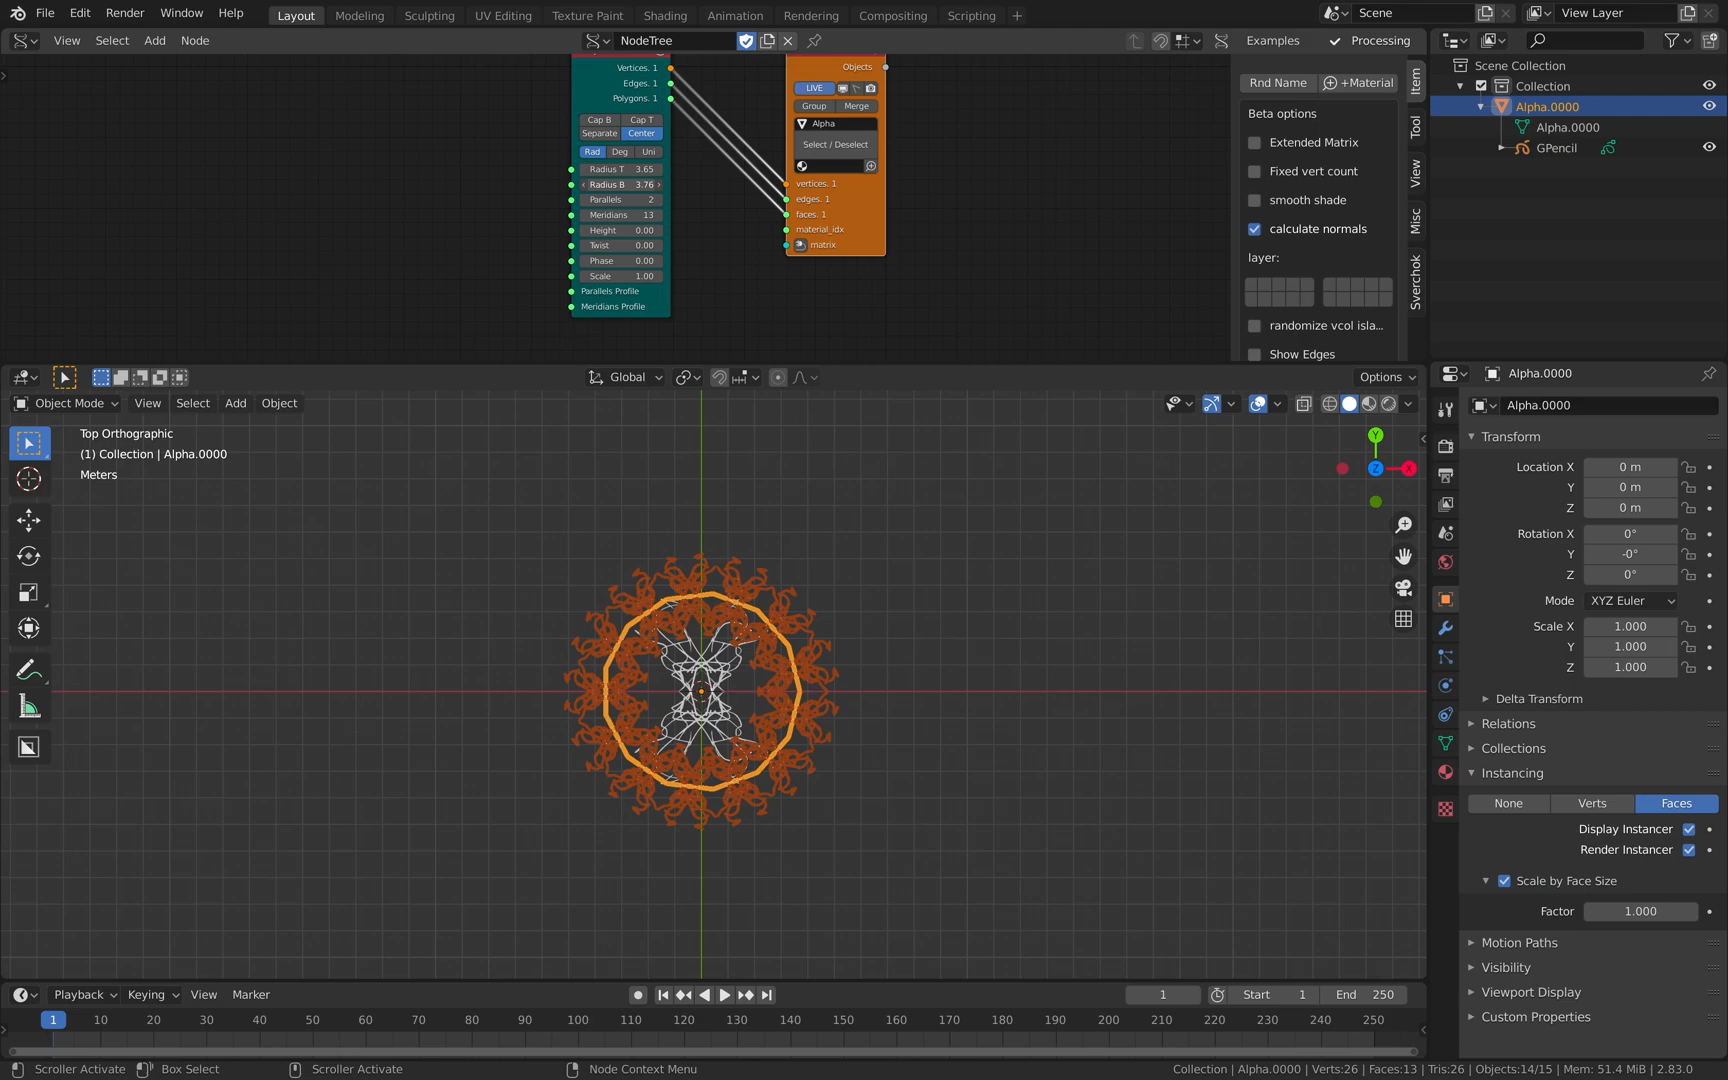 File Edit Render Window Help Layout Modeling Sculpting UV Editing Texture Paint Shading Animation Rendering Compositing Scripting + Scene View Layer
View Select Add Node NodeTree Examples Processing
Vertices. 1
Edges. 1
Polygons. 1
Cap B Cap T
Separate Center
Rad Deg Uni
Radius T 3.65
Radius B 3.76
Parallels 2
Meridians 13
Height 0.00
Twist 0.00
Phase 0.00
Scale 1.00
Parallels Profile
Meridians Profile
Objects
LIVE
Group Merge
Alpha
Select / Deselect
vertices. 1
edges. 1
faces. 1
material_idx
matrix
Rnd Name +Material
Beta options
Extended Matrix
Fixed vert count
smooth shade
calculate normals
layer:
randomize vcol isla...
Show Edges
Item
Tool
View
Misc
Sverchok
Scene Collection
Collection
Alpha.0000
Alpha.0000
GPencil
Global Options
Object Mode View Select Add Object
Top Orthographic
(1) Collection | Alpha.0000
Meters
Y
Z X
Alpha.0000
Alpha.0000
Transform
Location X 0 m
Y 0 m
Z 0 m
Rotation X 0°
Y -0°
Z 0°
Mode XYZ Euler
Scale X 1.000
Y 1.000
Z 1.000
Delta Transform
Relations
Collections
Instancing
None Verts Faces
Display Instancer
Render Instancer
Scale by Face Size
Factor 1.000
Motion Paths
Visibility
Viewport Display
Custom Properties
Playback Keying View Marker 1 Start 1 End 250
1 10 20 30 40 50 60 70 80 90 100 110 120 130 140 150 160 170 180 190 200 210 220 230 240 250
Scroller Activate Box Select Scroller Activate Node Context Menu Collection | Alpha.0000 | Verts:26 | Faces:13 | Tris:26 | Objects:14/15 | Mem: 51.4 MiB | 2.83.0